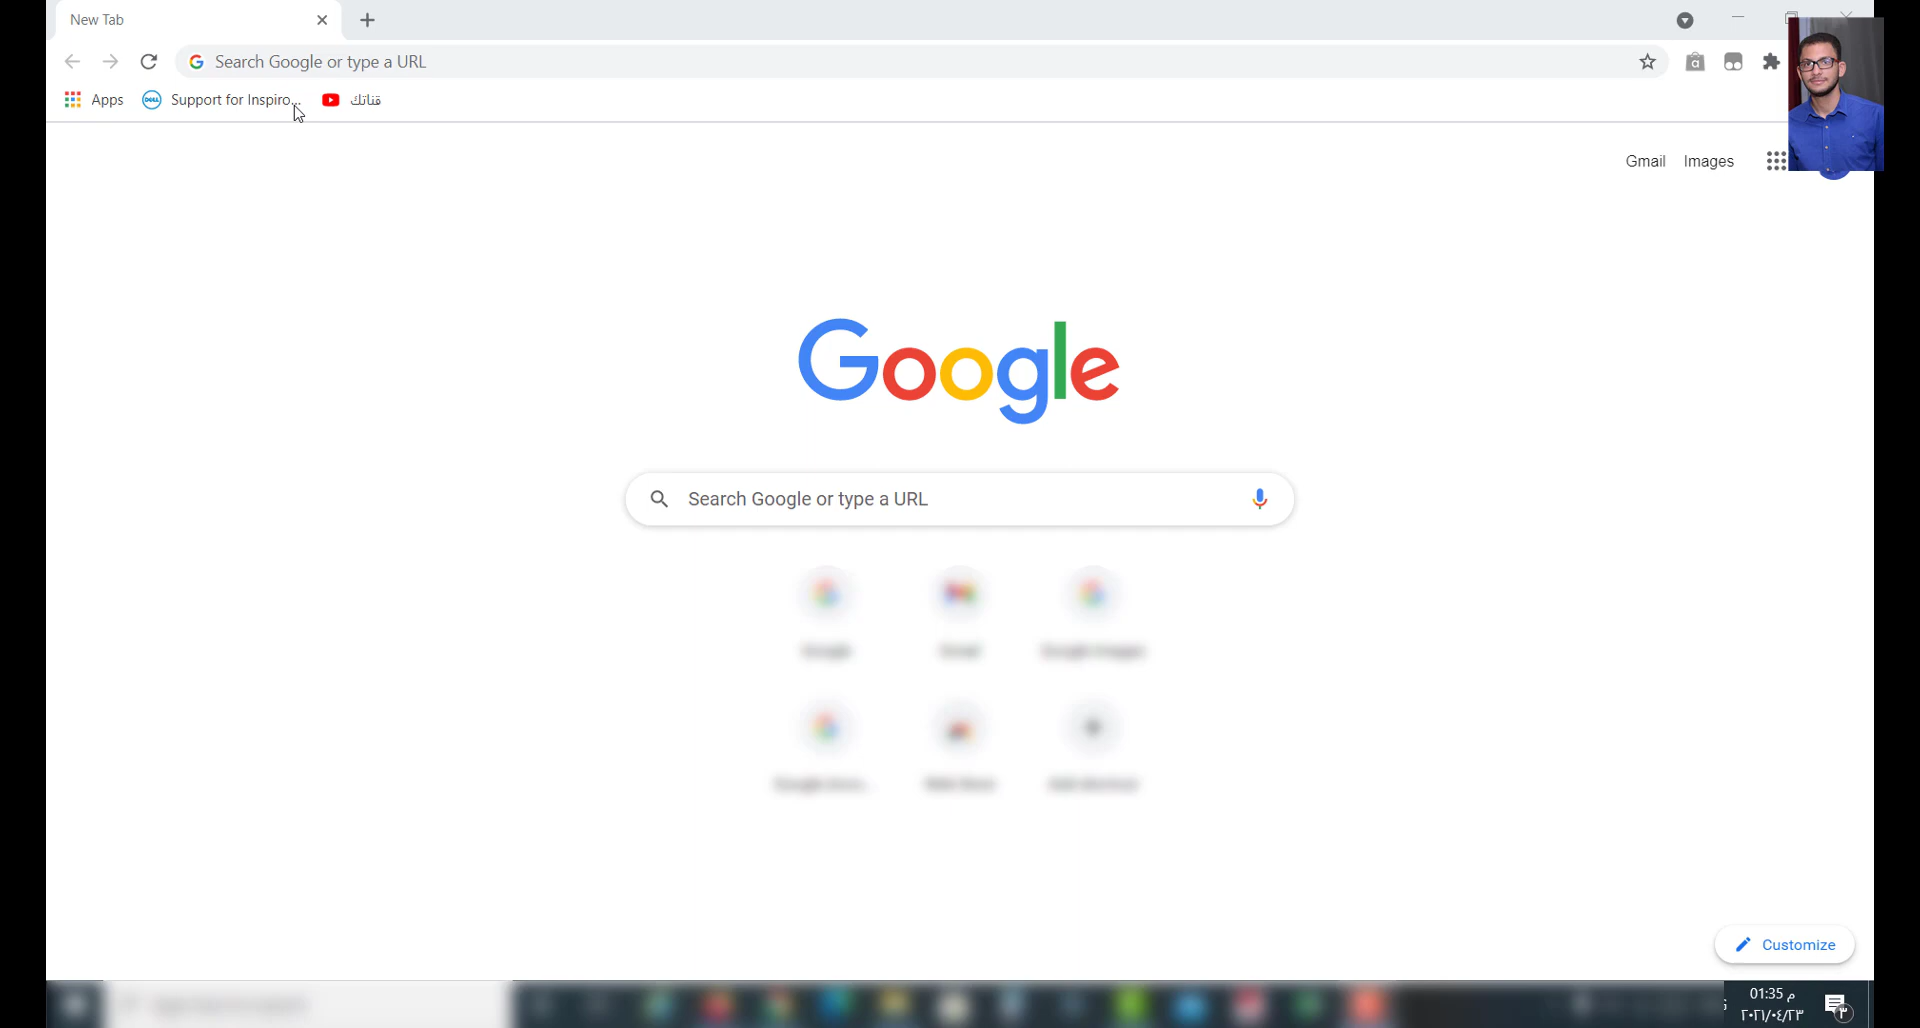 New Tab
Search Google or type a URL
Apps
Support for Inspiro...
قناتك
Gmail
Images
Google
Search Google or type a URL
Customize
01:35 م
٢٠٢١/٠٤/٢٣
٣